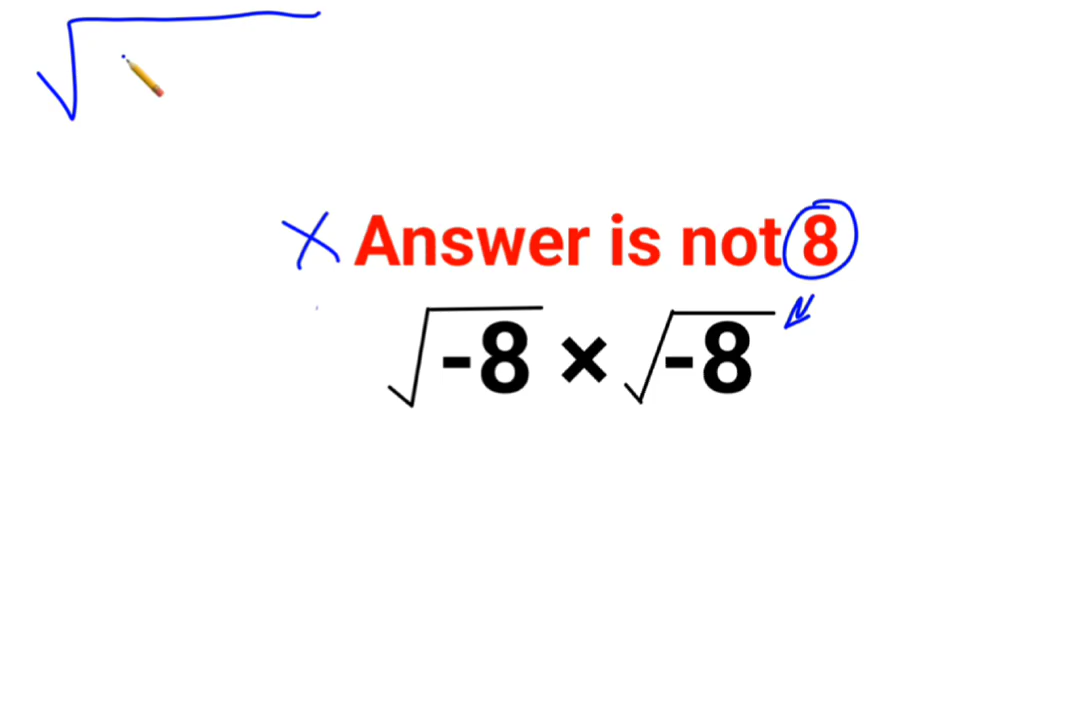 √
× Answer is not 8
√-8 × √-8